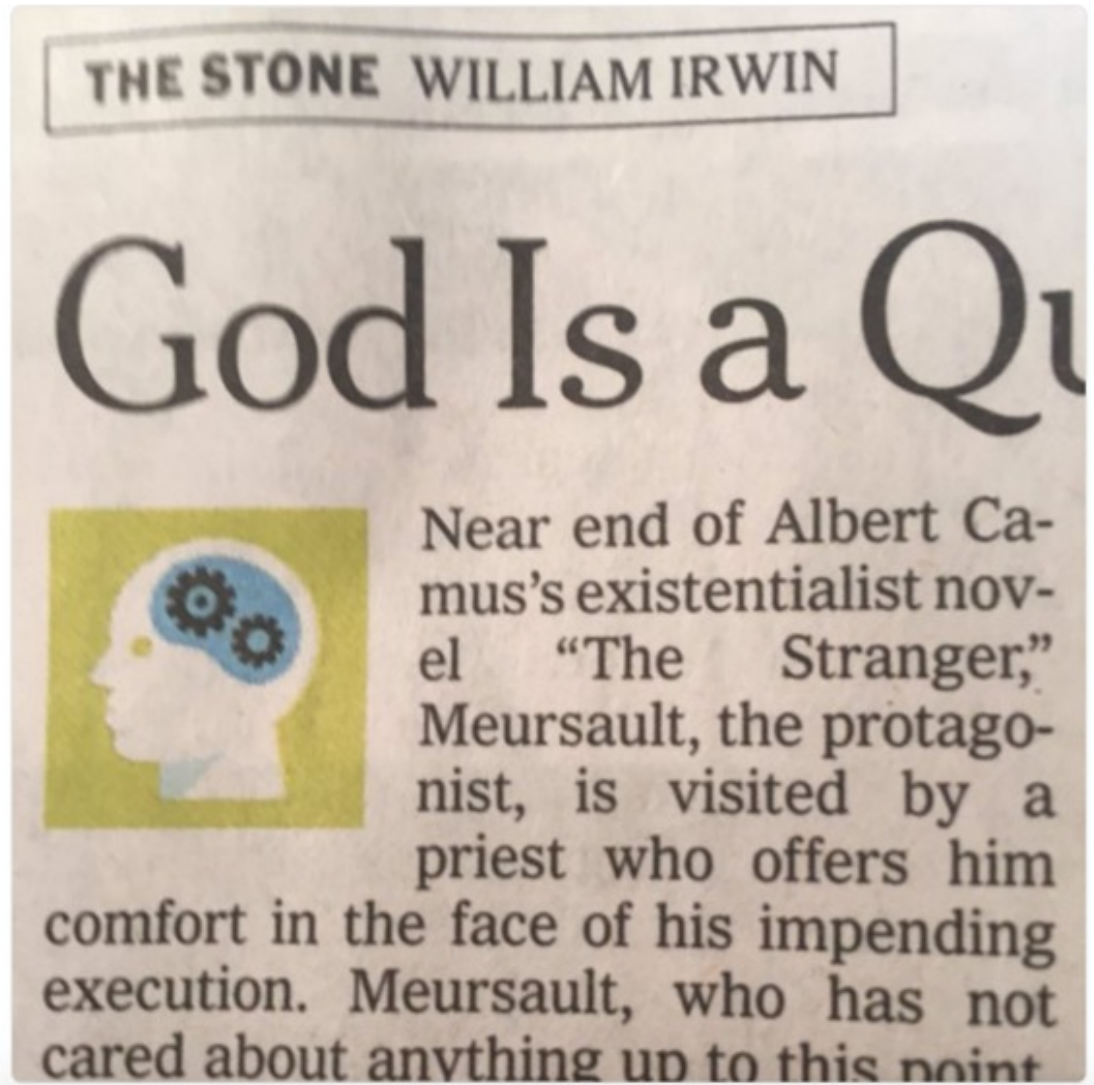 THE STONE WILLIAM IRWIN
God Is a Qu
Near end of Albert Ca-
mus’s existentialist nov-
el “The Stranger,”
Meursault, the protago-
nist, is visited by a
priest who offers him
comfort in the face of his impending
execution. Meursault, who has not
cared about anything up to this point